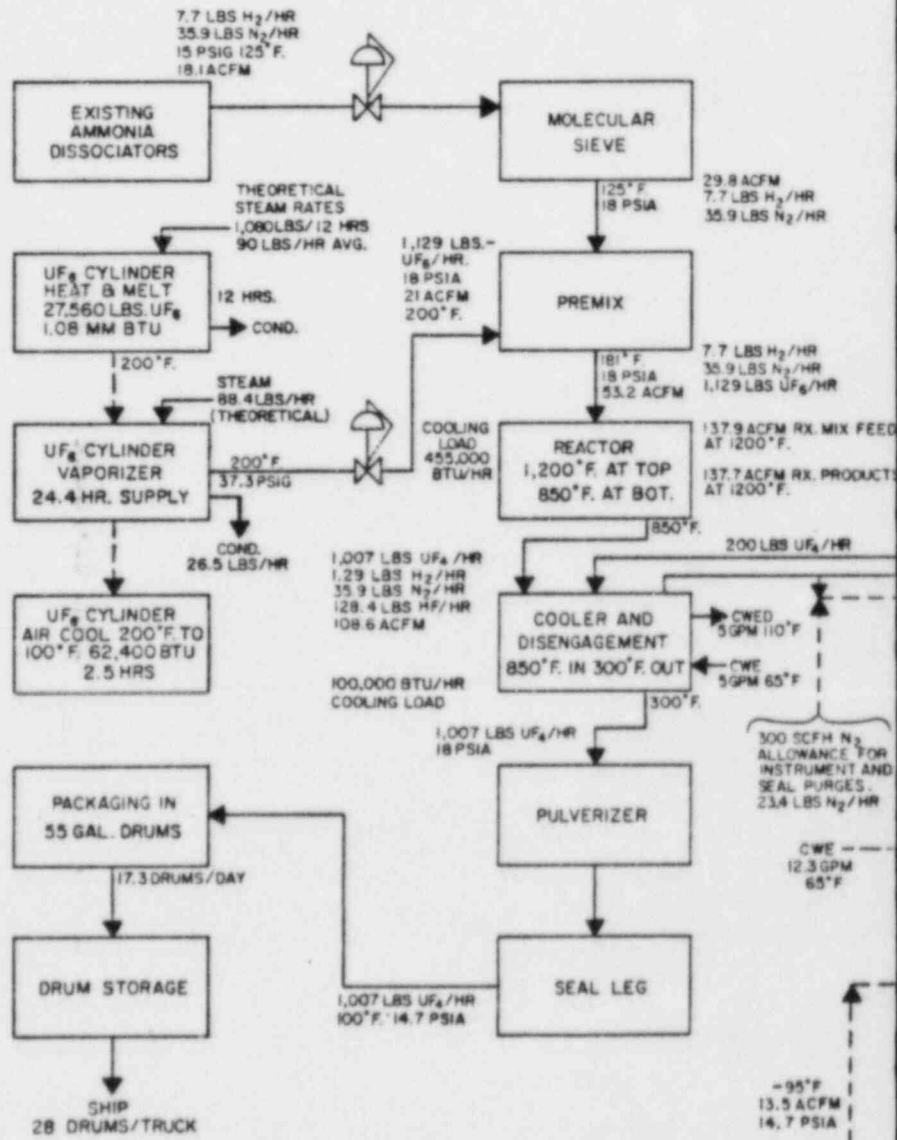 7.7 LBS H₂/HR
35.9 LBS N₂/HR
15 PSIG 125°F.
18.1 ACFM
EXISTING
AMMONIA
DISSOCIATORS
MOLECULAR
SIEVE
125°F.
18 PSIA
29.8 ACFM
7.7 LBS H₂/HR
35.9 LBS N₂/HR
THEORETICAL
STEAM RATES
1,080 LBS/12 HRS
90 LBS/HR AVG.
UF₆ CYLINDER
HEAT & MELT
27,560 LBS. UF₆
1.08 MM BTU
12 HRS.
COND.
200°F.
1,129 LBS.-
UF₆/HR.
18 PSIA
21 ACFM
200°F.
PREMIX
181°F.
18 PSIA
53.2 ACFM
7.7 LBS H₂/HR
35.9 LBS N₂/HR
1,129 LBS UF₆/HR
STEAM
88.4 LBS/HR
(THEORETICAL)
UF₆ CYLINDER
VAPORIZER
24.4 HR. SUPPLY
200°F.
37.3 PSIG
COND.
26.5 LBS/HR
COOLING
LOAD
455,000
BTU/HR
REACTOR
1,200°F. AT TOP
850°F. AT BOT.
137.9 ACFM RX. MIX FEED
AT 1200°F.
137.7 ACFM RX. PRODUCTS
AT 1200°F.
850°F.
200 LBS UF₄/HR
UF₆ CYLINDER
AIR COOL 200°F. TO
100°F. 62,400 BTU
2.5 HRS
1,007 LBS UF₄/HR
1.29 LBS H₂/HR
35.9 LBS N₂/HR
128.4 LBS HF/HR
108.6 ACFM
COOLER AND
DISENGAGEMENT
850°F. IN 300°F. OUT
CWED
5 GPM 110°F
CWE
5 GPM 65°F
100,000 BTU/HR
COOLING LOAD
300°F.
1,007 LBS UF₄/HR
18 PSIA
300 SCFH N₂
ALLOWANCE FOR
INSTRUMENT AND
SEAL PURGES.
23.4 LBS N₂/HR
PULVERIZER
CWE
12.3 GPM
65°F
PACKAGING IN
55 GAL. DRUMS
17.3 DRUMS/DAY
DRUM STORAGE
SEAL LEG
1,007 LBS UF₄/HR
100°F. 14.7 PSIA
SHIP
28 DRUMS/TRUCK
-95°F
13.5 ACFM
14.7 PSIA